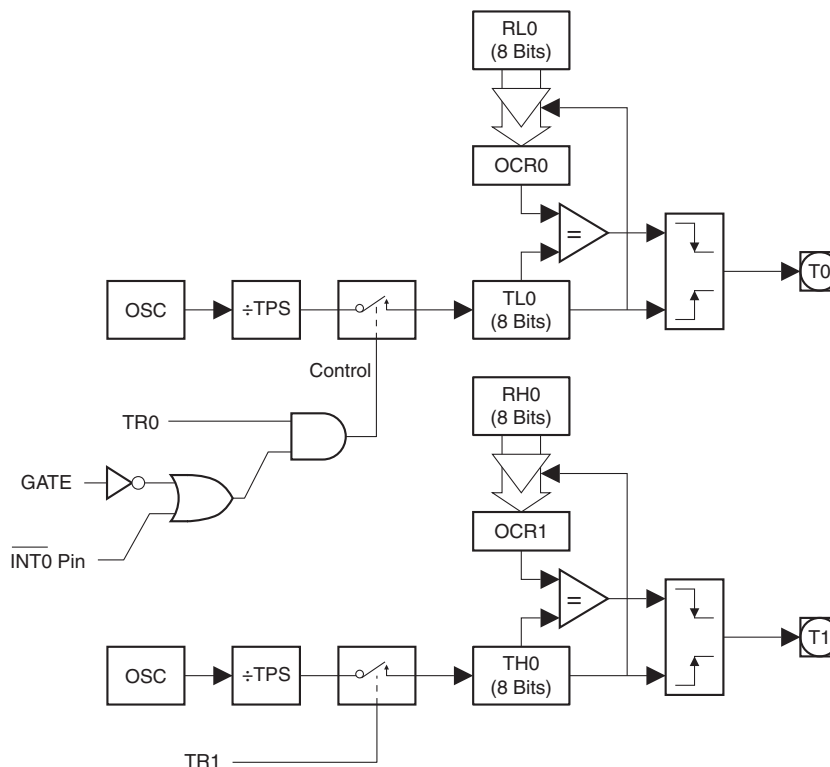 RL0
(8 Bits)
OCR0
=
T0
OSC
÷TPS
TL0
(8 Bits)
Control
TR0
RH0
(8 Bits)
GATE
OCR1
INT0 Pin
=
T1
OSC
÷TPS
TH0
(8 Bits)
TR1